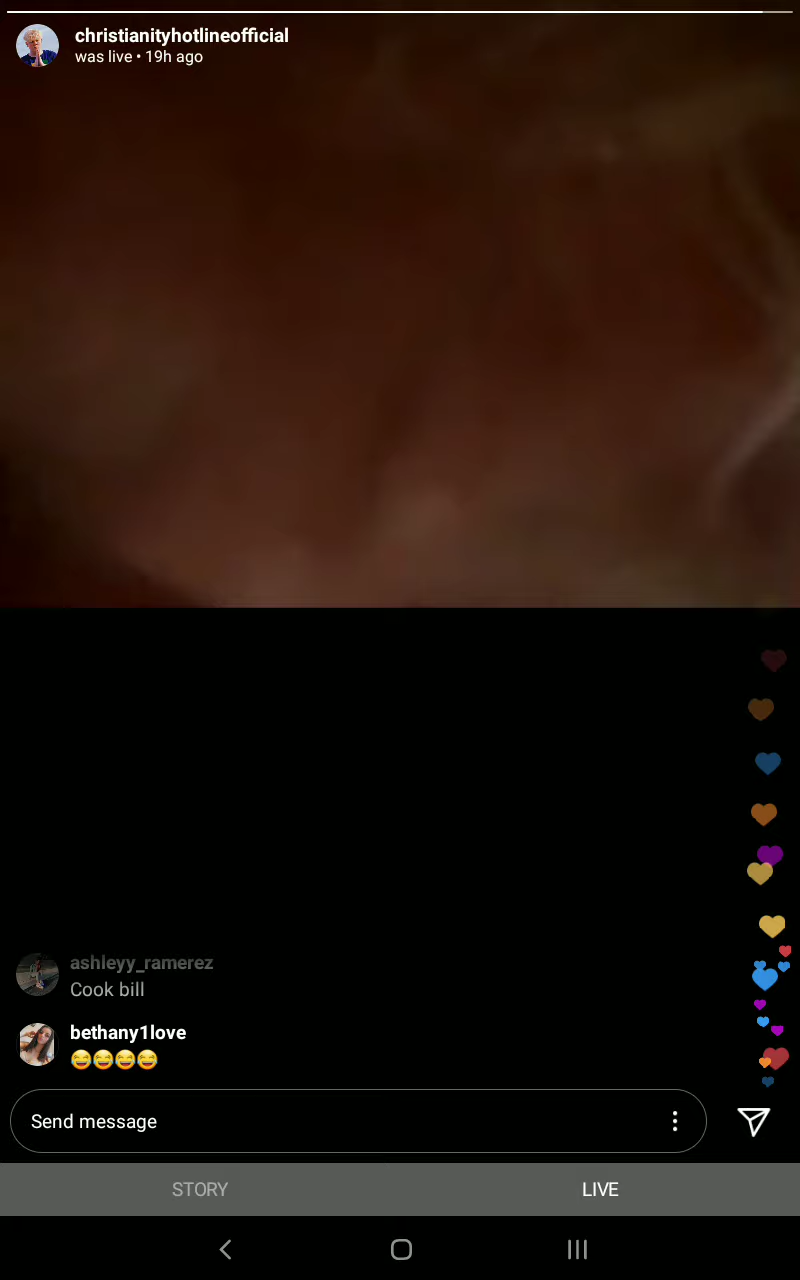 christianityhotlineofficial
was live • 19h ago
ashleyy_ramerez
Cook bill
bethany1love
😂😂😂😂
Send message
STORY
LIVE